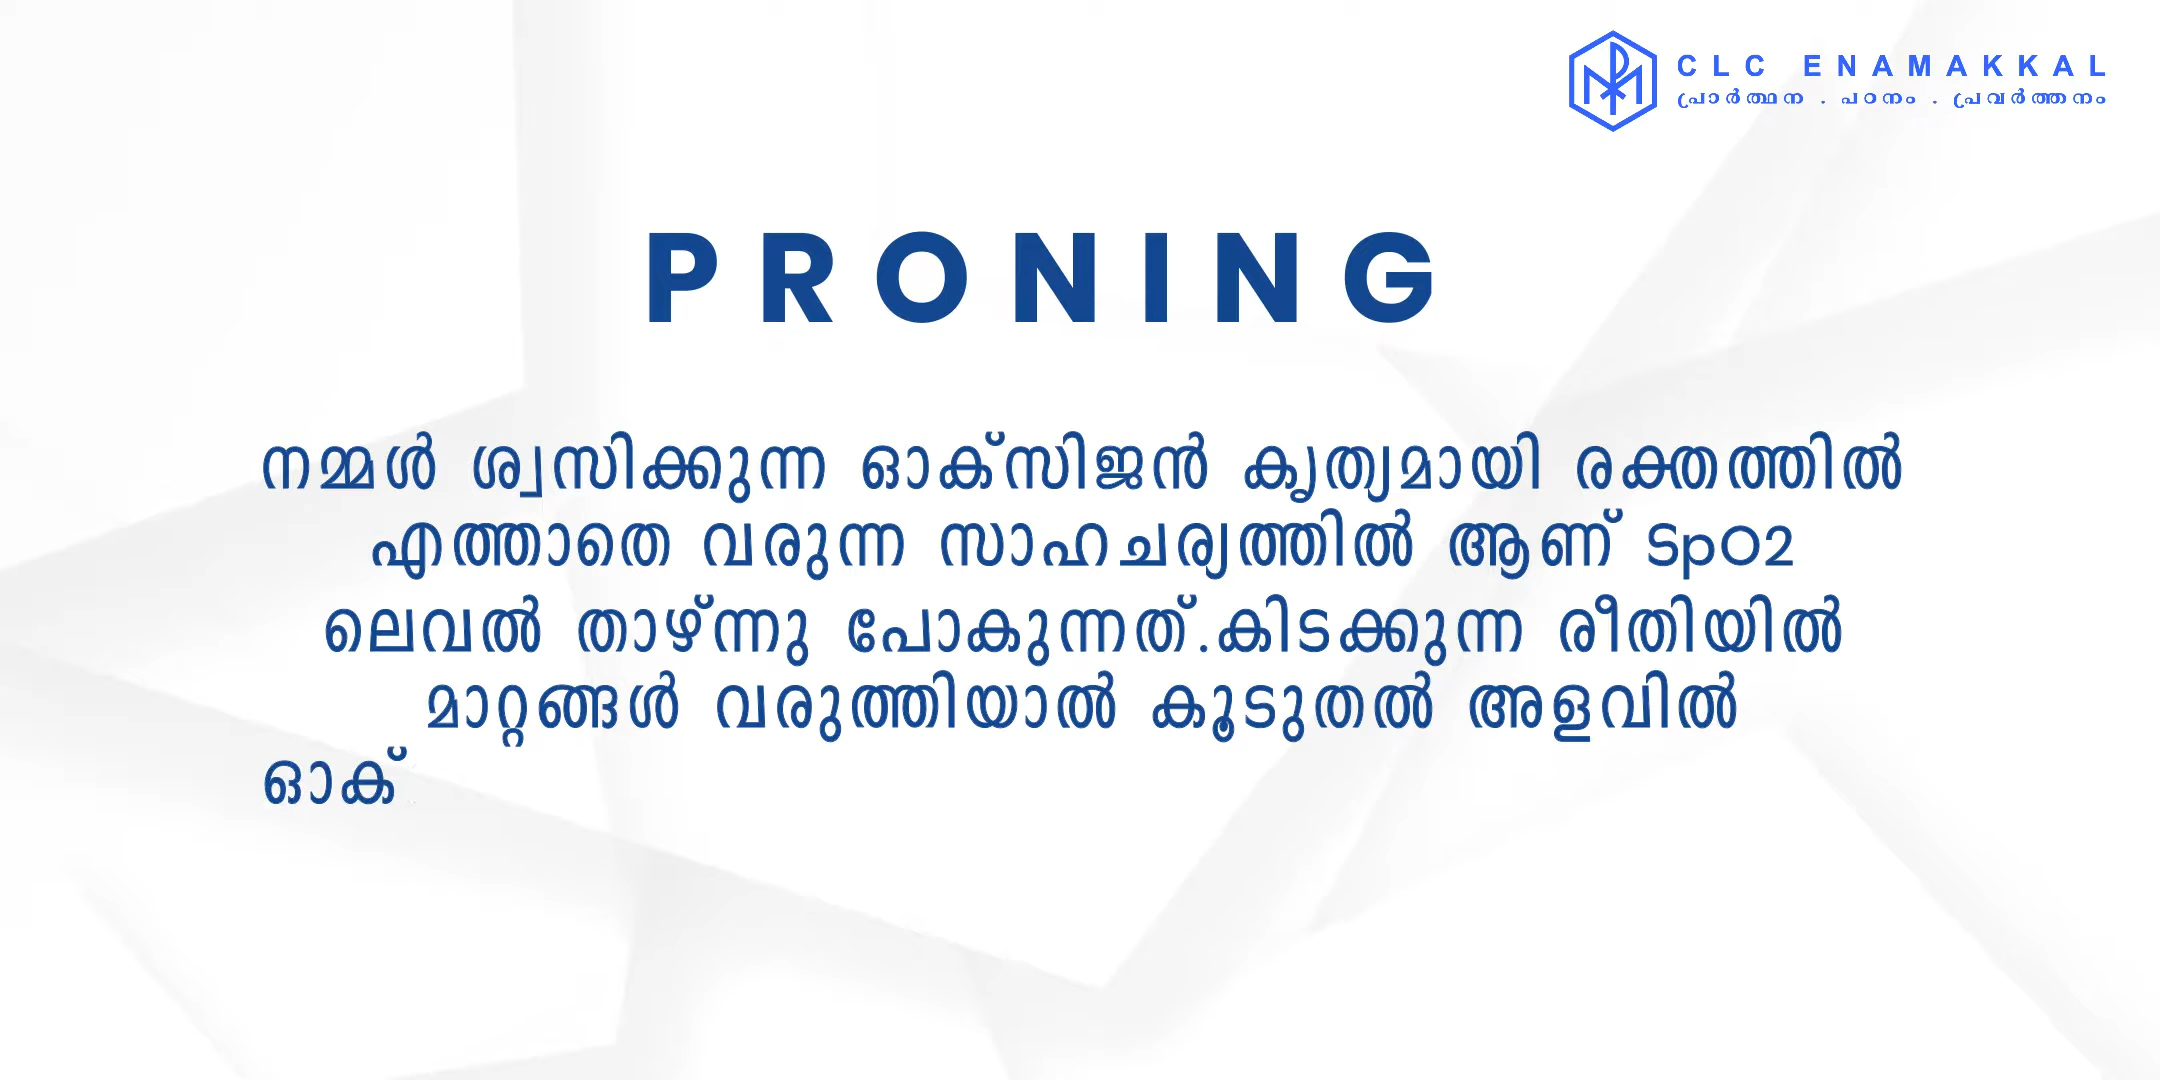 CLC ENAMAKKAL
പ്രാർത്ഥന . പഠനം . പ്രവർത്തനം
PRONING
നമ്മൾ ശ്വസിക്കുന്ന ഓക്സിജൻ കൃത്യമായി രക്തത്തിൽ
എത്താതെ വരുന്ന സാഹചര്യത്തിൽ ആണ് SpO2
ലെവൽ താഴ്ന്നു പോകുന്നത്.കിടക്കുന്ന രീതിയിൽ
മാറ്റങ്ങൾ വരുത്തിയാൽ കൂടുതൽ അളവിൽ
ഓക്